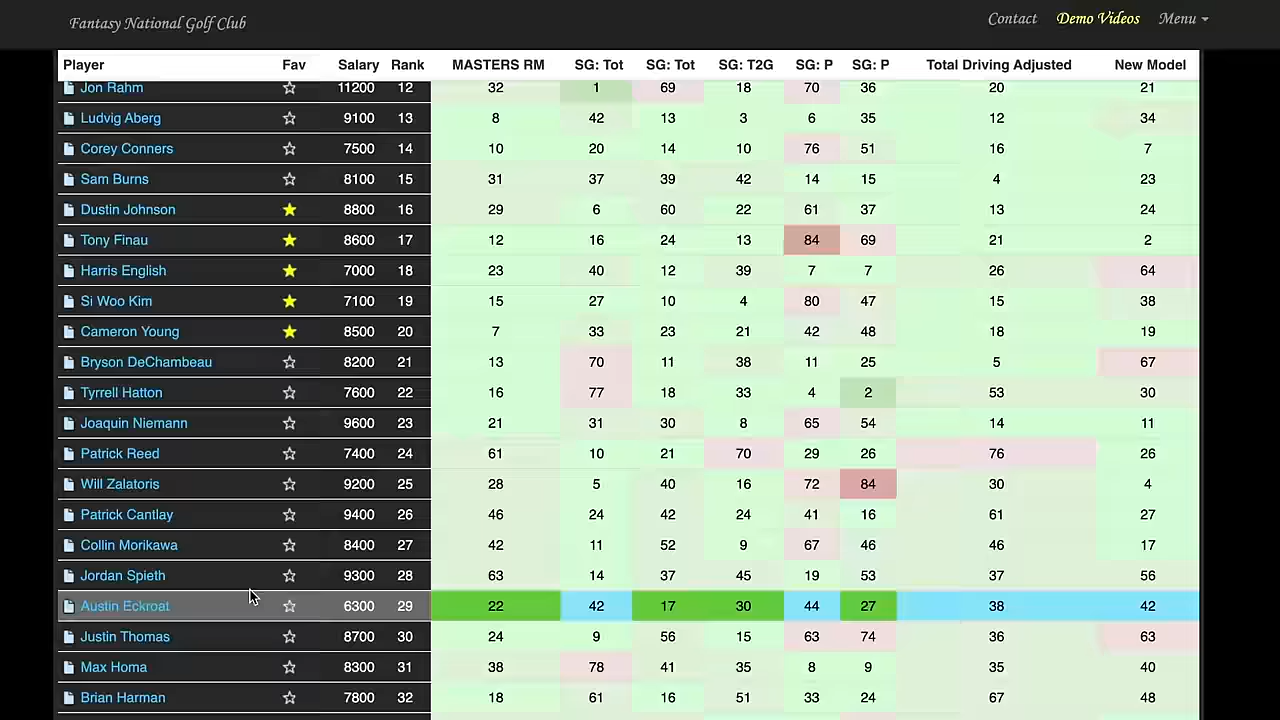 Fantasy National Golf Club Contact Demo Videos Menu
Player Fav Salary Rank MASTERS RM SG: Tot SG: Tot SG: T2G SG: P SG: P Total Driving Adjusted New Model
Jon Rahm 11200 12 32 1 69 18 70 36 20 21
Ludvig Aberg 9100 13 8 42 13 3 6 35 12 34
Corey Conners 7500 14 10 20 14 10 76 51 16 7
Sam Burns 8100 15 31 37 39 42 14 15 4 23
Dustin Johnson 8800 16 29 6 60 22 61 37 13 24
Tony Finau 8600 17 12 16 24 13 84 69 21 2
Harris English 7000 18 23 40 12 39 7 7 26 64
Si Woo Kim 7100 19 15 27 10 4 80 47 15 38
Cameron Young 8500 20 7 33 23 21 42 48 18 19
Bryson DeChambeau 8200 21 13 70 11 38 11 25 5 67
Tyrrell Hatton 7600 22 16 77 18 33 4 2 53 30
Joaquin Niemann 9600 23 21 31 30 8 65 54 14 11
Patrick Reed 7400 24 61 10 21 70 29 26 76 26
Will Zalatoris 9200 25 28 5 40 16 72 84 30 4
Patrick Cantlay 9400 26 46 24 42 24 41 16 61 27
Collin Morikawa 8400 27 42 11 52 9 67 46 46 17
Jordan Spieth 9300 28 63 14 37 45 19 53 37 56
Austin Eckroat 6300 29 22 42 17 30 44 27 38 42
Justin Thomas 8700 30 24 9 56 15 63 74 36 63
Max Homa 8300 31 38 78 41 35 8 9 35 40
Brian Harman 7800 32 18 61 16 51 33 24 67 48